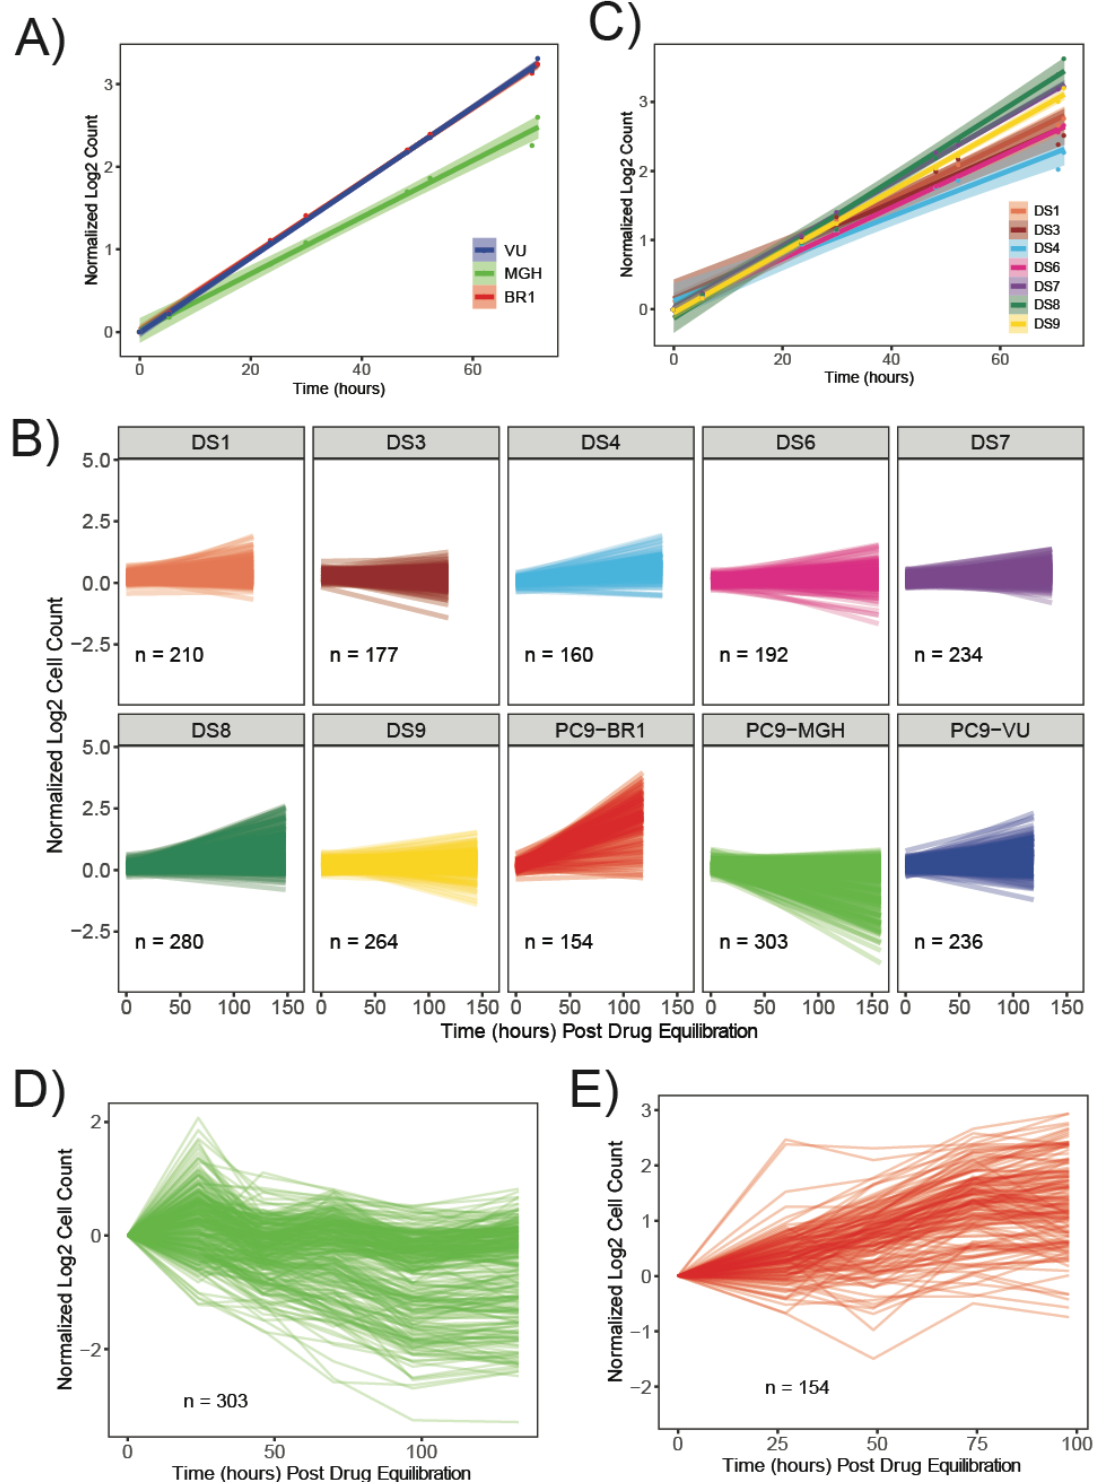 A)
Normalized Log2 Count
3
2
1
0
0 20 40 60
Time (hours)
VU
MGH
BR1
C)
Normalized Log2 Count
3
2
1
0
0 20 40 60
Time (hours)
DS1
DS3
DS4
DS6
DS7
DS8
DS9
B)
Normalized Log2 Cell Count
DS1 DS3 DS4 DS6 DS7
5.0
2.5
0.0
−2.5
n = 210 n = 177 n = 160 n = 192 n = 234
DS8 DS9 PC9−BR1 PC9−MGH PC9−VU
5.0
2.5
0.0
−2.5
n = 280 n = 264 n = 154 n = 303 n = 236
0 50 100 150 0 50 100 150 0 50 100 150 0 50 100 150 0 50 100 150
Time (hours) Post Drug Equilibration
D)
Normalized Log2 Cell Count
2
0
−2
n = 303
0 50 100
Time (hours) Post Drug Equilibration
E)
Normalized Log2 Cell Count
3
2
1
0
−1
−2
n = 154
0 25 50 75 100
Time (hours) Post Drug Equilibration